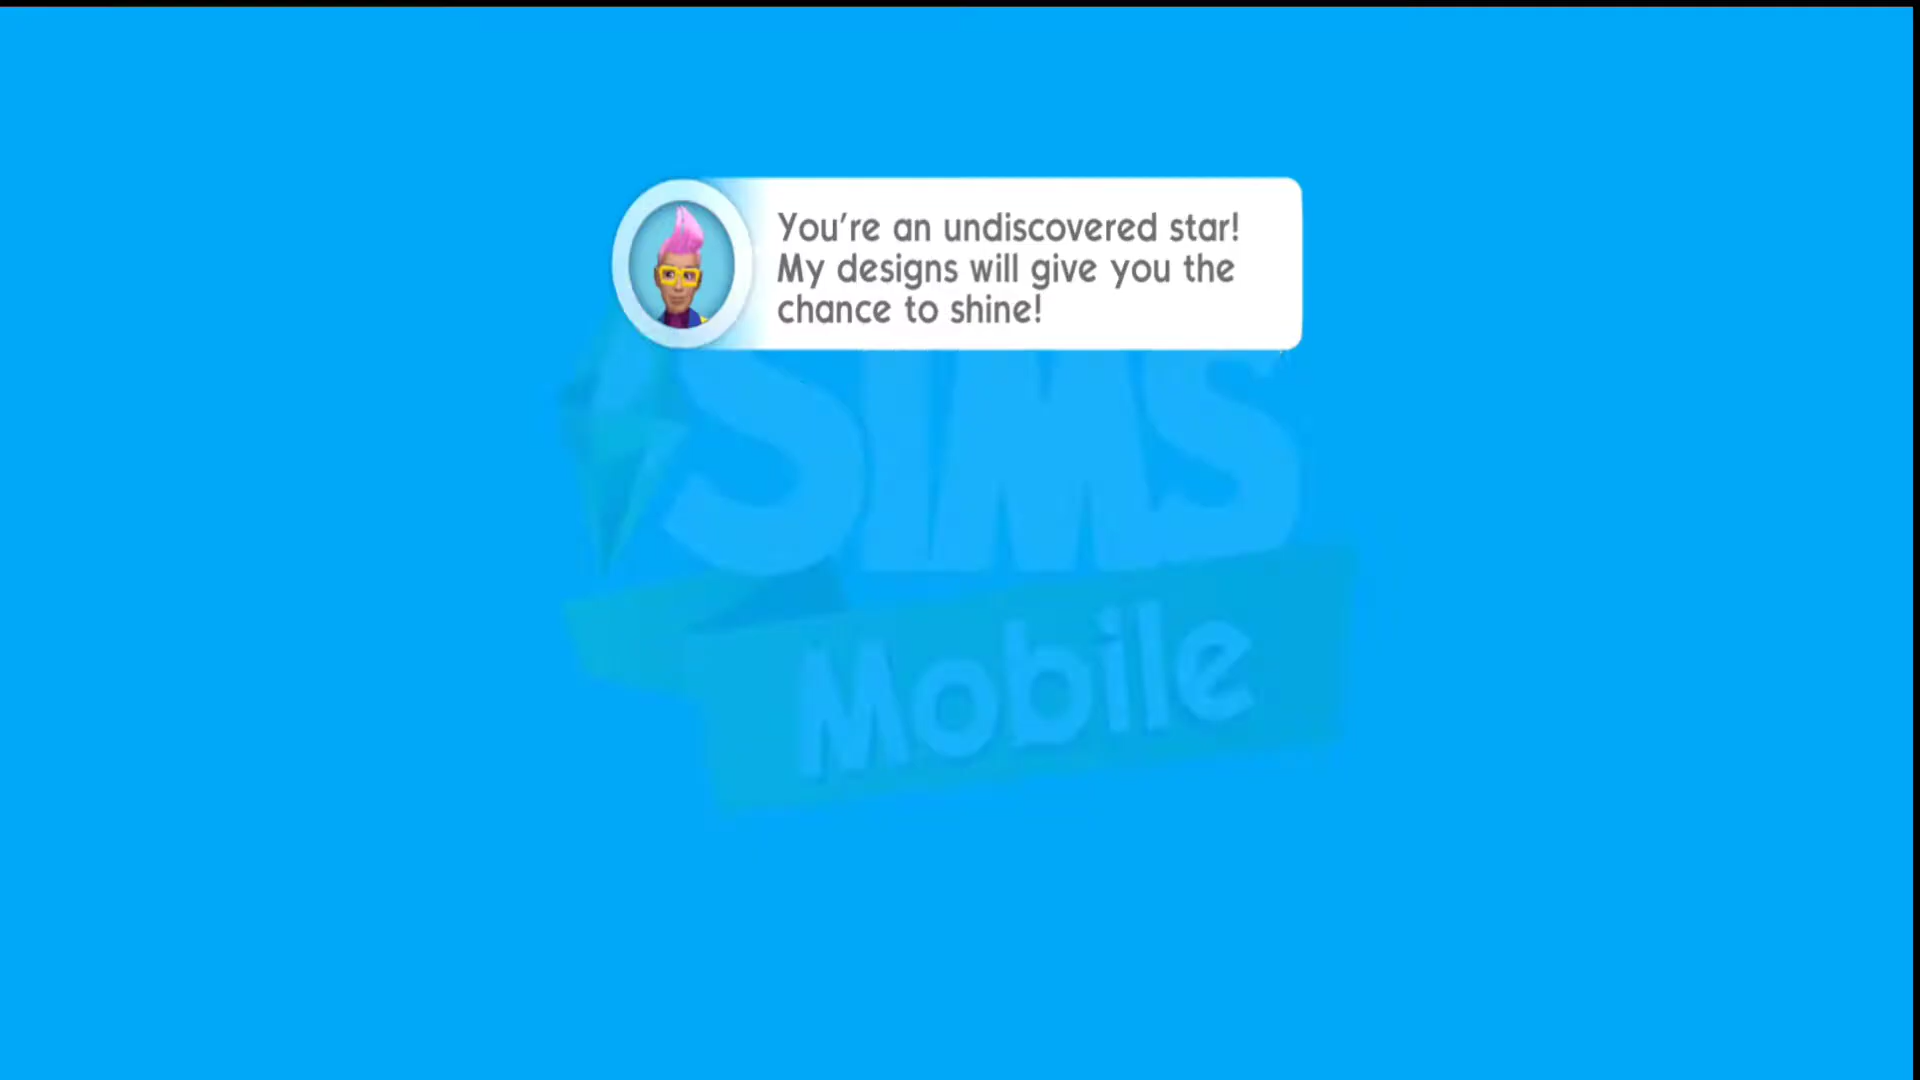 You're an undiscovered star!
My designs will give you the
chance to shine!
SIMS
Mobile